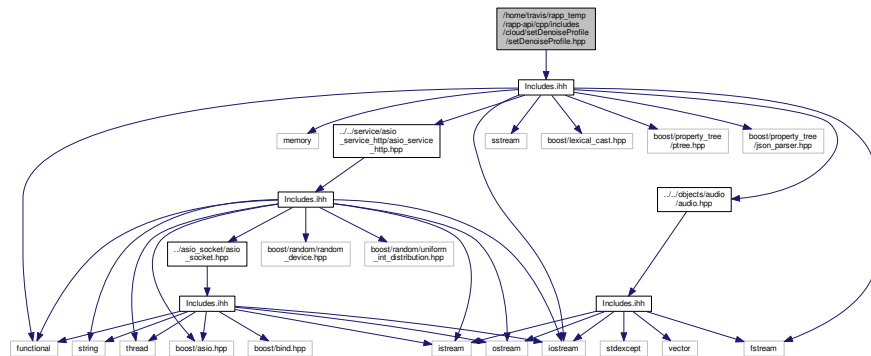 /home/travis/rapp_temp
/rapp-api/cpp/includes
/cloud/setDenoiseProfile
/setDenoiseProfile.hpp
Includes.ihh
memory
../../service/asio
_service_http/asio_service
_http.hpp
sstream
boost/lexical_cast.hpp
boost/property_tree
/ptree.hpp
boost/property_tree
/json_parser.hpp
Includes.ihh
../../objects/audio
/audio.hpp
../asio_socket/asio
_socket.hpp
boost/random/random
_device.hpp
boost/random/uniform
_int_distribution.hpp
Includes.ihh
Includes.ihh
functional
string
thread
boost/asio.hpp
boost/bind.hpp
istream
ostream
iostream
stdexcept
vector
fstream